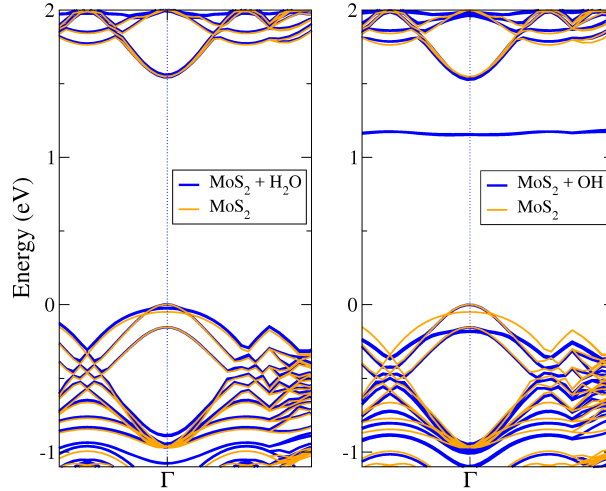 2
2
1
1
MoS₂ + H₂O
MoS₂
MoS₂ + OH
MoS₂
Energy (eV)
0
0
-1
-1
Γ
Γ